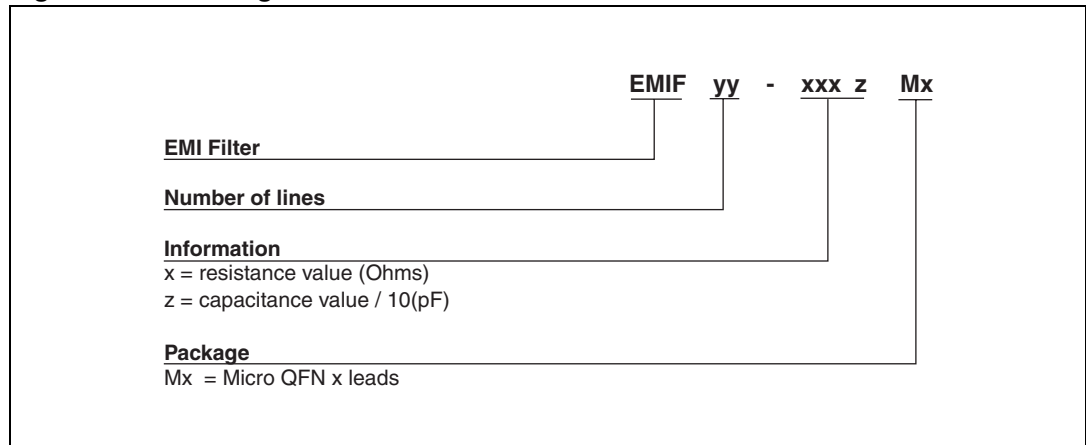 EMIF yy - xxx z Mx
EMI Filter
Number of lines
Information
x = resistance value (Ohms)
z = capacitance value / 10(pF)
Package
Mx = Micro QFN x leads